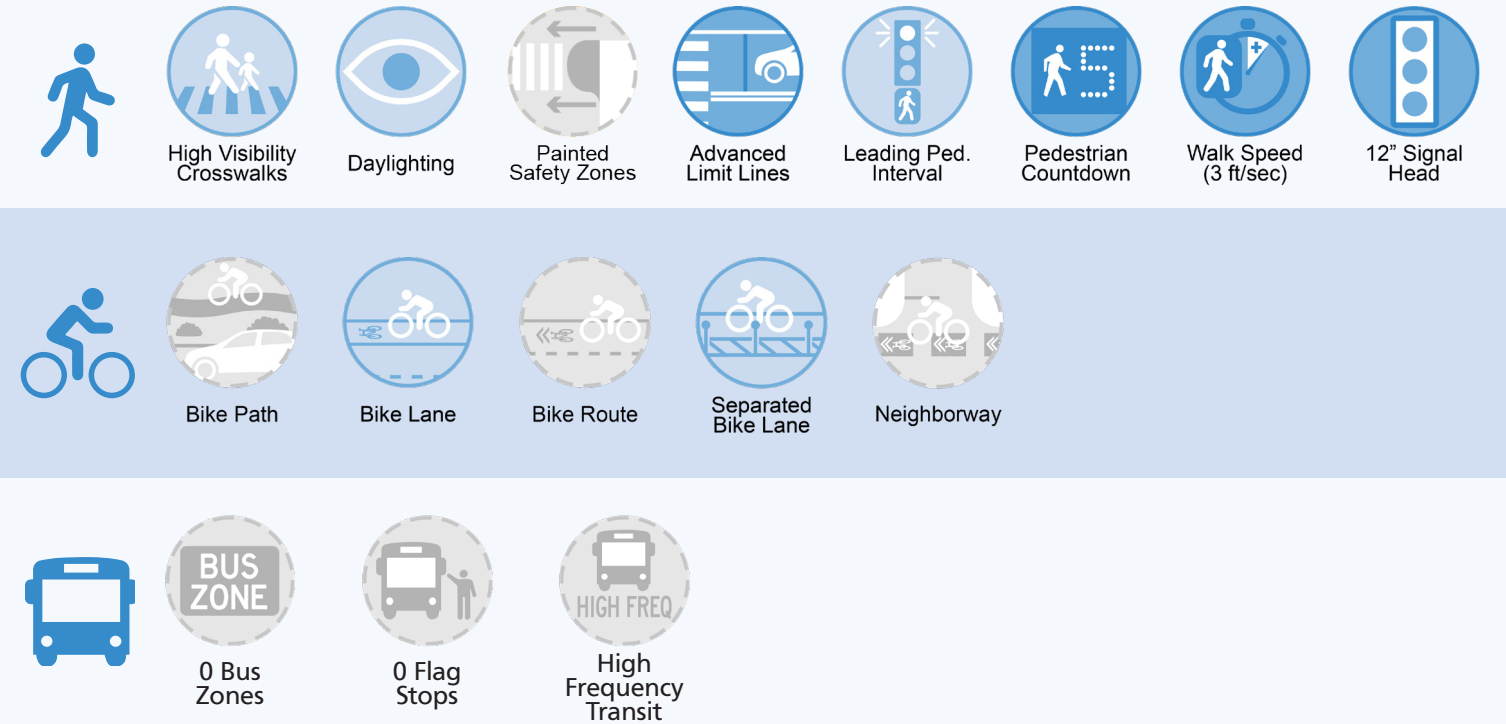 High Visibility
Crosswalks
Daylighting
Painted
Safety Zones
Advanced
Limit Lines
Leading Ped.
Interval
5
Pedestrian
Countdown
Walk Speed
(3 ft/sec)
12” Signal
Head
Bike Path
Bike Lane
Bike Route
Separated
Bike Lane
Neighborway
BUS
ZONE
0 Bus
Zones
0 Flag
Stops
HIGH FREQ
High
Frequency
Transit